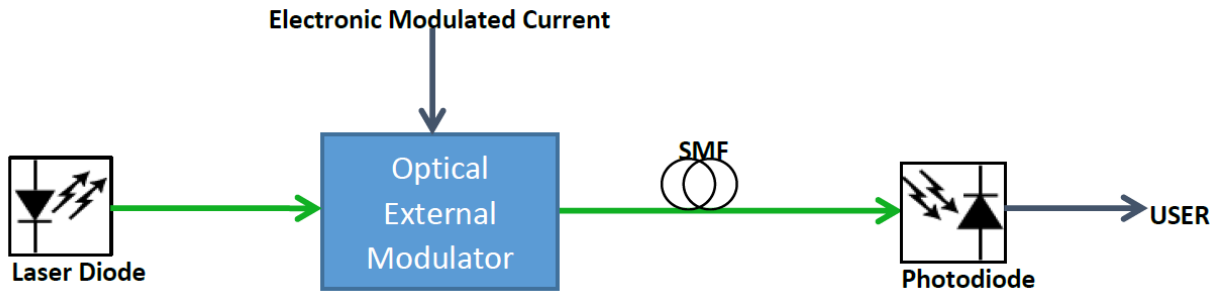 Electronic Modulated Current
Optical
External
Modulator
SMF
Laser Diode
Photodiode
USER